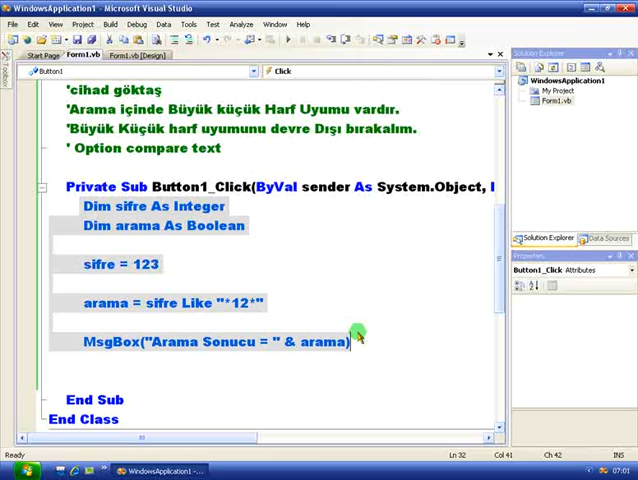 WindowsApplication1 - Microsoft Visual Studio
File Edit View Project Build Debug Data Tools Test Analyze Window Help
Start Page Form1.vb Form1.vb [Design]
Toolbox
Button1 Click
'cihad göktaş
'Arama içinde Büyük küçük Harf Uyumu vardır.
'Büyük Küçük harf uyumunu devre Dışı bırakalım.
' Option compare text
Private Sub Button1_Click(ByVal sender As System.Object,
Dim sifre As Integer
Dim arama As Boolean
sifre = 123
arama = sifre Like "*12*"
MsgBox("Arama Sonucu = " & arama)
End Sub
End Class
Solution Explorer
WindowsApplication1
My Project
Form1.vb
Solution Explorer Data Sources
Properties
Button1_Click Attributes
Ready Ln 32 Col 41 Ch 42
WindowsApplication1 -... 07:01